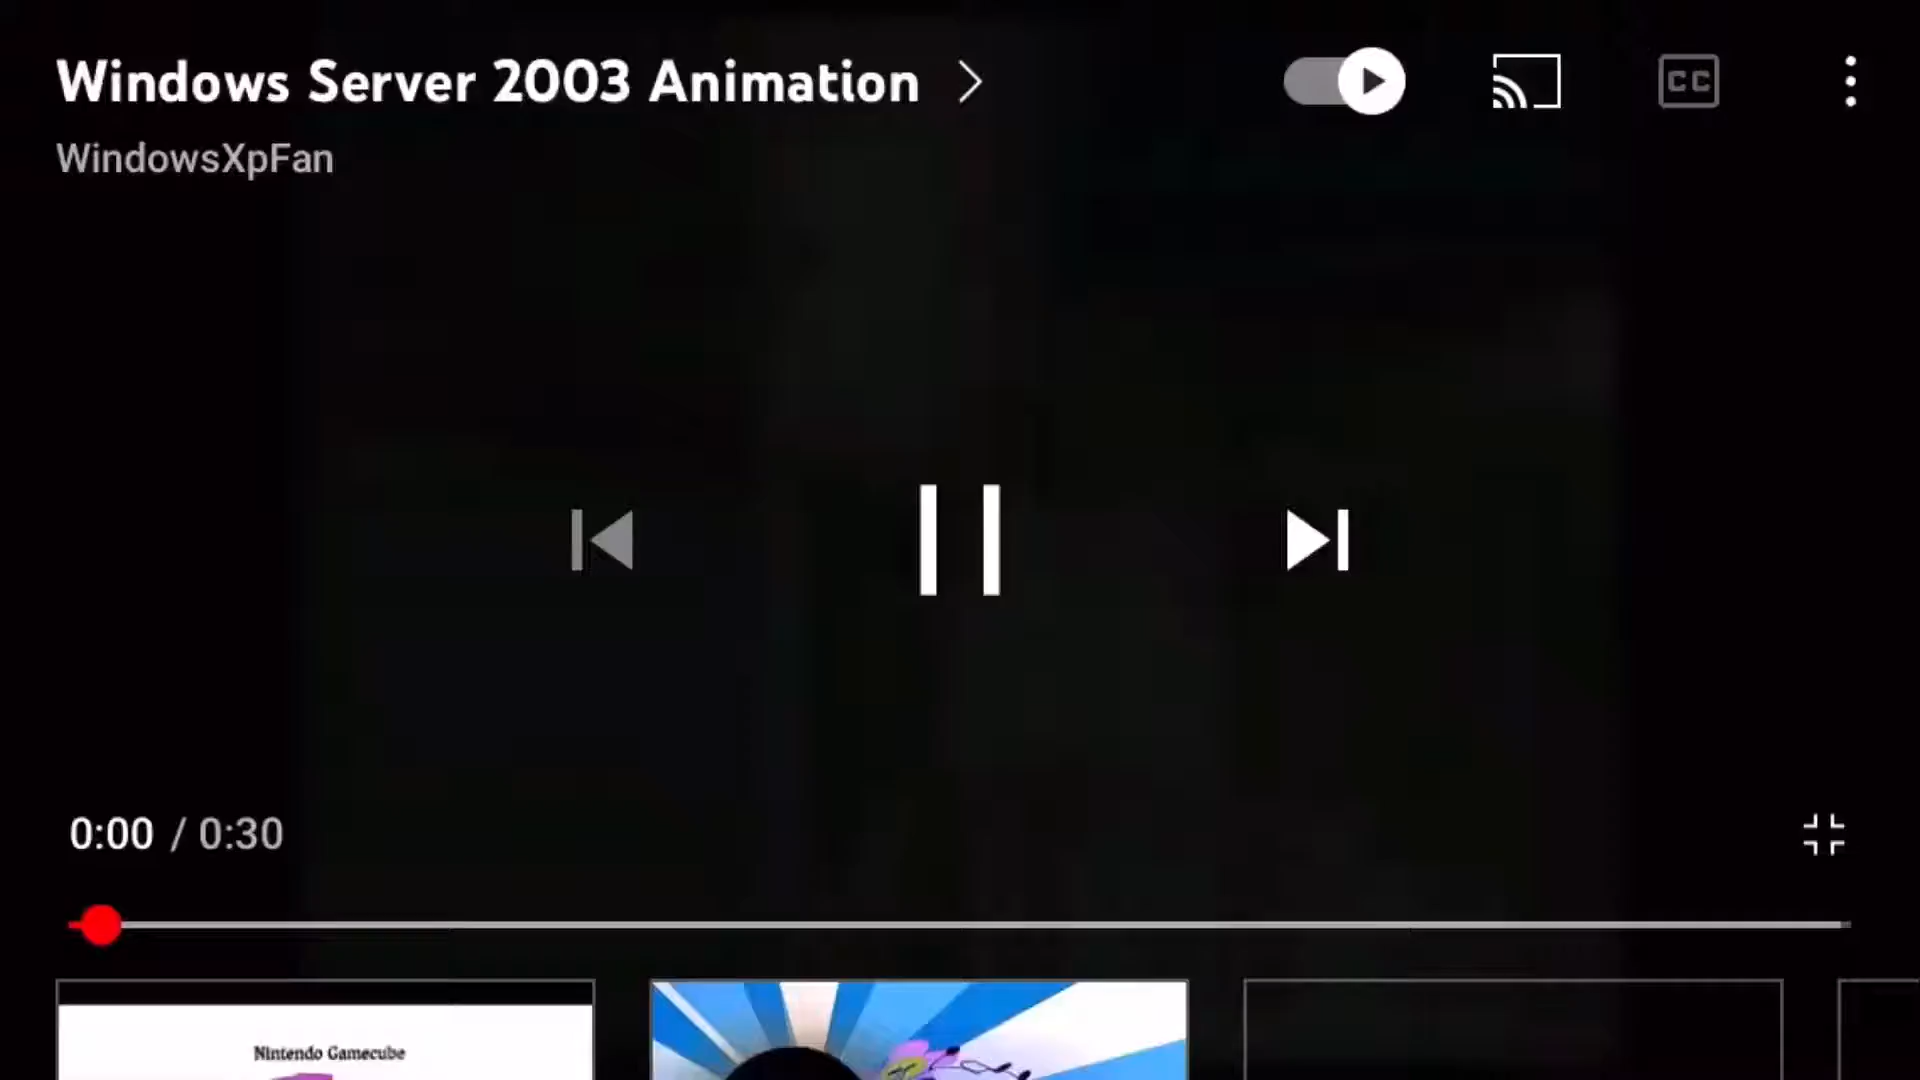 Windows Server 2003 Animation
WindowsXpFan
CC
0:00 / 0:30
Nintendo Gamecube